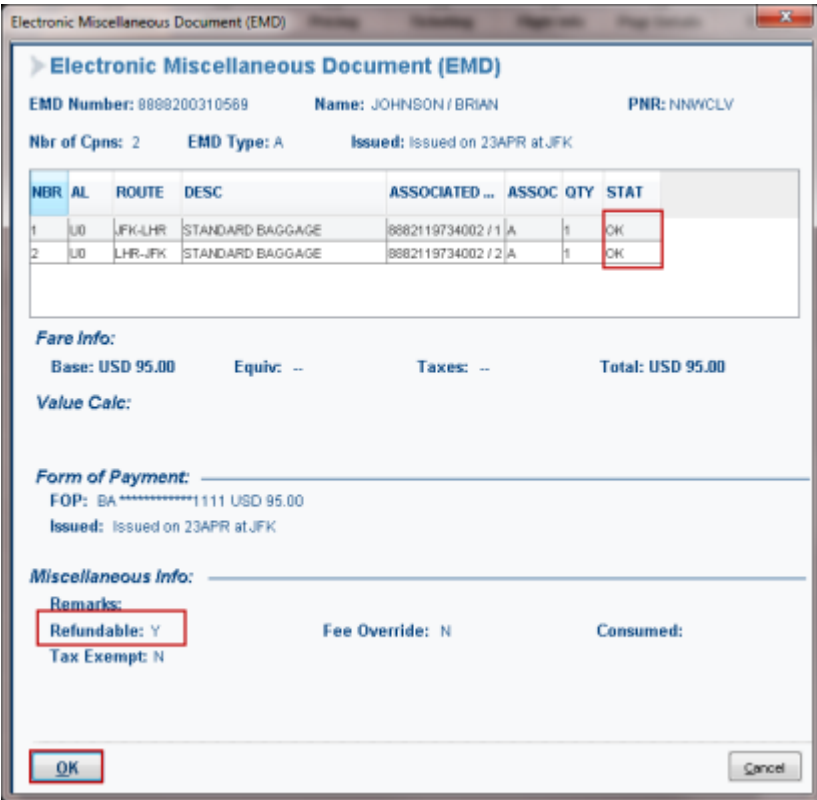 Electronic Miscellaneous Document (EMD)
Electronic Miscellaneous Document (EMD)
EMD Number: 8888200310569 Name: JOHNSON / BRIAN PNR: NNWCLV
Nbr of Cpns: 2 EMD Type: A Issued: Issued on 23APR at JFK
NBR AL ROUTE DESC ASSOCIATED ... ASSOC QTY STAT
1 U0 JFK-LHR STANDARD BAGGAGE 8882119734002 / 1 A 1 OK
2 U0 LHR-JFK STANDARD BAGGAGE 8882119734002 / 2 A 1 OK
Fare Info:
Base: USD 95.00 Equiv: -- Taxes: -- Total: USD 95.00
Value Calc:
Form of Payment:
FOP: BA ************1111 USD 95.00
Issued: Issued on 23APR at JFK
Miscellaneous Info:
Remarks:
Refundable: Y Fee Override: N Consumed:
Tax Exempt: N
OK Cancel